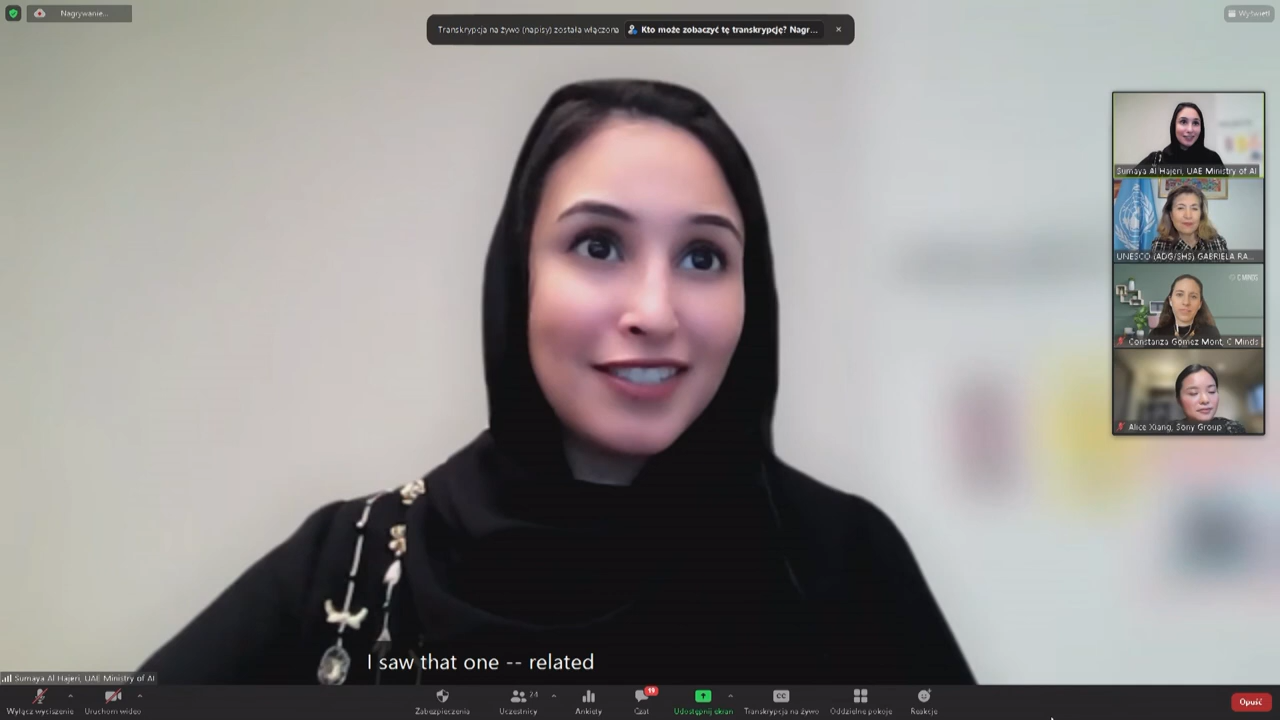 Nagrywanie...
Transkrypcja na żywo (napisy) została włączona
Kto może zobaczyć tę transkrypcję? Nagr...
Wyświetl
Sumaya Al Hajeri, UAE Ministry of AI
UNESCO (ADG/SHS) GABRIELA RA...
C MINDS
Constanza Gomez Mont, C Minds
Alice Xiang, Sony Group
I saw that one -- related
Sumaya Al Hajeri, UAE Ministry of AI
Wyłącz wyciszenie
Uruchom wideo
Zabezpieczenia
24
Uczestnicy
Ankiety
19
Czat
Udostępnij ekran
CC
Transkrypcja na żywo
Oddzielne pokoje
Reakcje
Opuść